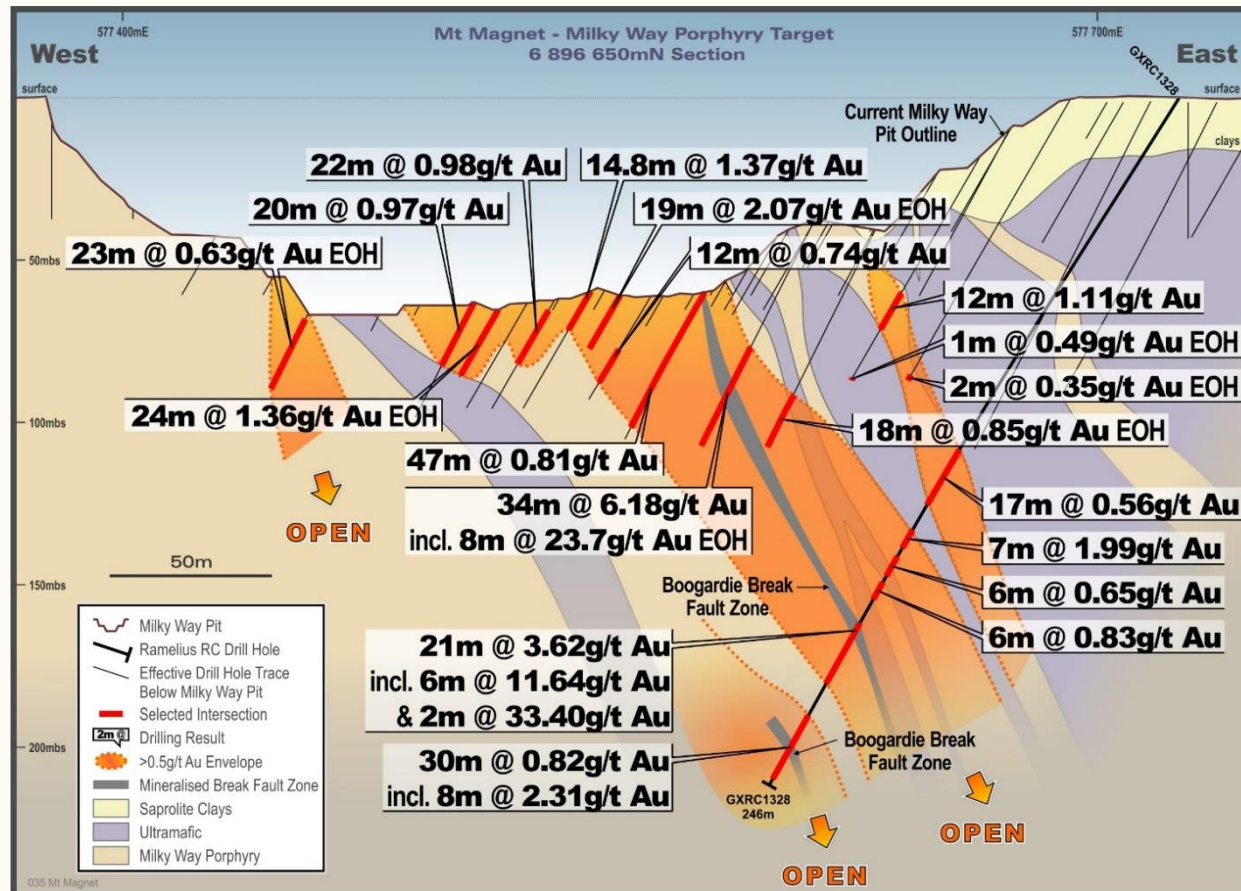 577 400mE
Mt Magnet - Milky Way Porphyry Target
6 896 650mN Section
577 700mE
West
East
GXRC1328
surface
surface
Current Milky Way
Pit Outline
clays
22m @ 0.98g/t Au
14.8m @ 1.37g/t Au
20m @ 0.97g/t Au
19m @ 2.07g/t Au EOH
23m @ 0.63g/t Au EOH
12m @ 0.74g/t Au
50mbs
12m @ 1.11g/t Au
1m @ 0.49g/t Au EOH
2m @ 0.35g/t Au EOH
24m @ 1.36g/t Au EOH
100mbs
18m @ 0.85g/t Au EOH
47m @ 0.81g/t Au
34m @ 6.18g/t Au
incl. 8m @ 23.7g/t Au EOH
17m @ 0.56g/t Au
OPEN
7m @ 1.99g/t Au
50m
6m @ 0.65g/t Au
150mbs
Boogardie Break
Fault Zone
6m @ 0.83g/t Au
21m @ 3.62g/t Au
incl. 6m @ 11.64g/t Au
& 2m @ 33.40g/t Au
200mbs
30m @ 0.82g/t Au
incl. 8m @ 2.31g/t Au
Boogardie Break
Fault Zone
GXRC1328
246m
OPEN
OPEN
Milky Way Pit
Ramelius RC Drill Hole
Effective Drill Hole Trace
Below Milky Way Pit
Selected Intersection
2m @
Drilling Result
>0.5g/t Au Envelope
Mineralised Break Fault Zone
Saprolite Clays
Ultramafic
Milky Way Porphyry
035 Mt Magnet